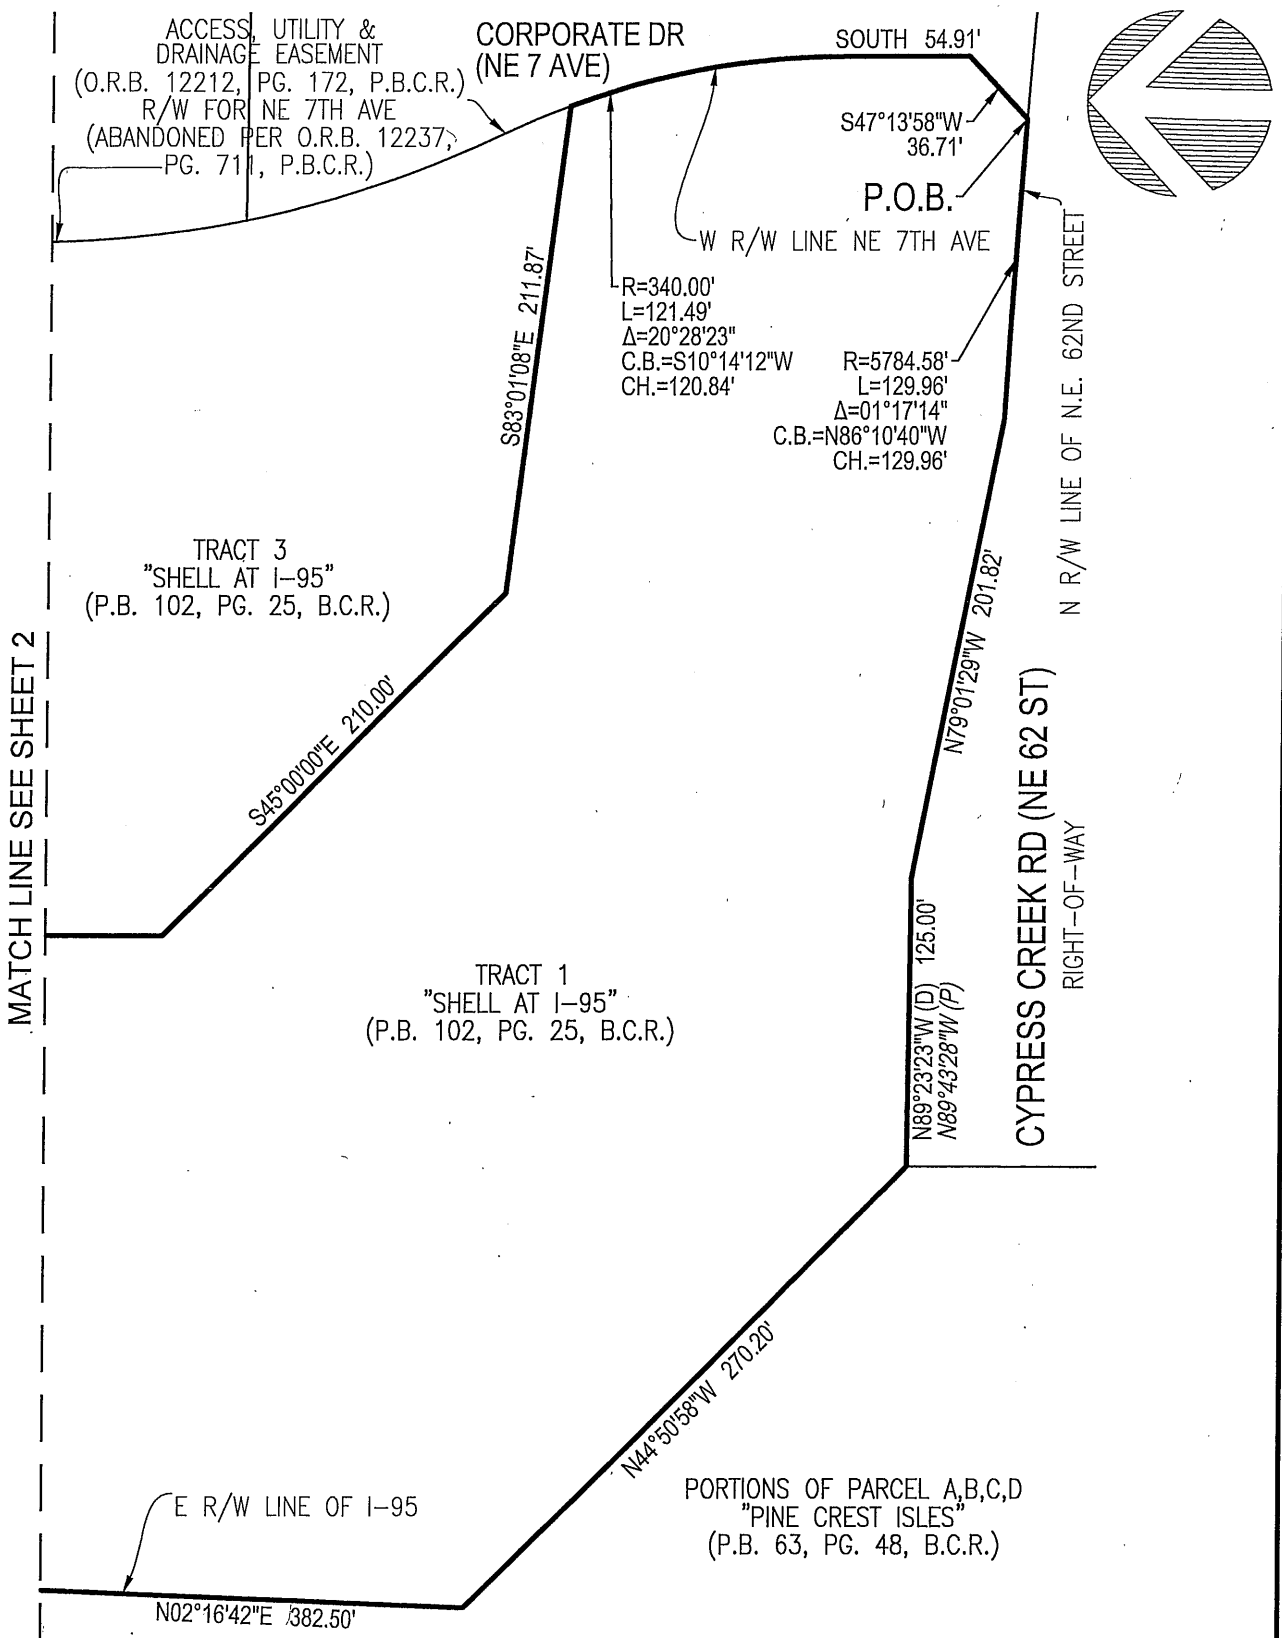 ACCESS, UTILITY &
DRAINAGE EASEMENT
(O.R.B. 12212, PG. 172, P.B.C.R.)
R/W FOR NE 7TH AVE
(ABANDONED PER O.R.B. 12237,
PG. 711, P.B.C.R.)
CORPORATE DR
(NE 7 AVE)
SOUTH 54.91'
S47°13'58"W
36.71'
P.O.B.
W R/W LINE NE 7TH AVE
R=340.00'
L=121.49'
Δ=20°28'23"
C.B.=S10°14'12"W
CH.=120.84'
R=5784.58'
L=129.96'
Δ=01°17'14"
C.B.=N86°10'40"W
CH.=129.96'
N R/W LINE OF N.E. 62ND STREET
S83°01'08"E 211.87'
TRACT 3
"SHELL AT I-95"
(P.B. 102, PG. 25, B.C.R.)
MATCH LINE SEE SHEET 2
S45°00'00"E 210.00'
N79°01'29"W 201.82'
CYPRESS CREEK RD (NE 62 ST)
RIGHT-OF-WAY
TRACT 1
"SHELL AT I-95"
(P.B. 102, PG. 25, B.C.R.)
N89°23'23"W (D) 125.00'
N89°43'28"W (P)
N44°50'58"W 270.20'
E R/W LINE OF I-95
N02°16'42"E 382.50'
PORTIONS OF PARCEL A,B,C,D
"PINE CREST ISLES"
(P.B. 63, PG. 48, B.C.R.)